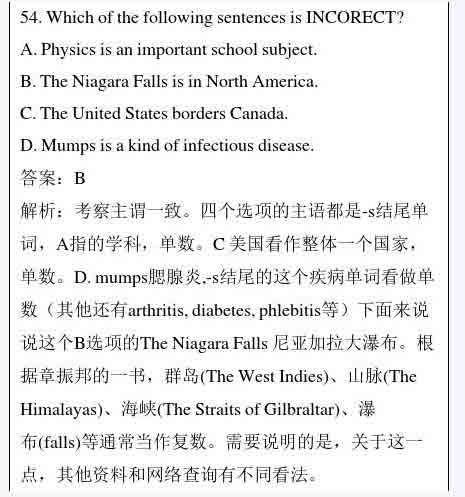 54. Which of the following sentences is INCORECT?
A. Physics is an important school subject.
B. The Niagara Falls is in North America.
C. The United States borders Canada.
D. Mumps is a kind of infectious disease.
答案：B
解析：考察主谓一致。四个选项的主语都是-s结尾单
词，A指的学科，单数。C 美国看作整体一个国家，
单数。D. mumps腮腺炎,-s结尾的这个疾病单词看做单
数（其他还有arthritis, diabetes, phlebitis等）下面来说
说这个B选项的The Niagara Falls 尼亚加拉大瀑布。根
据章振邦的一书，群岛(The West Indies)、山脉(The
Himalayas)、海峡(The Straits of Gilbraltar)、瀑
布(falls)等通常当作复数。需要说明的是，关于这一
点，其他资料和网络查询有不同看法。